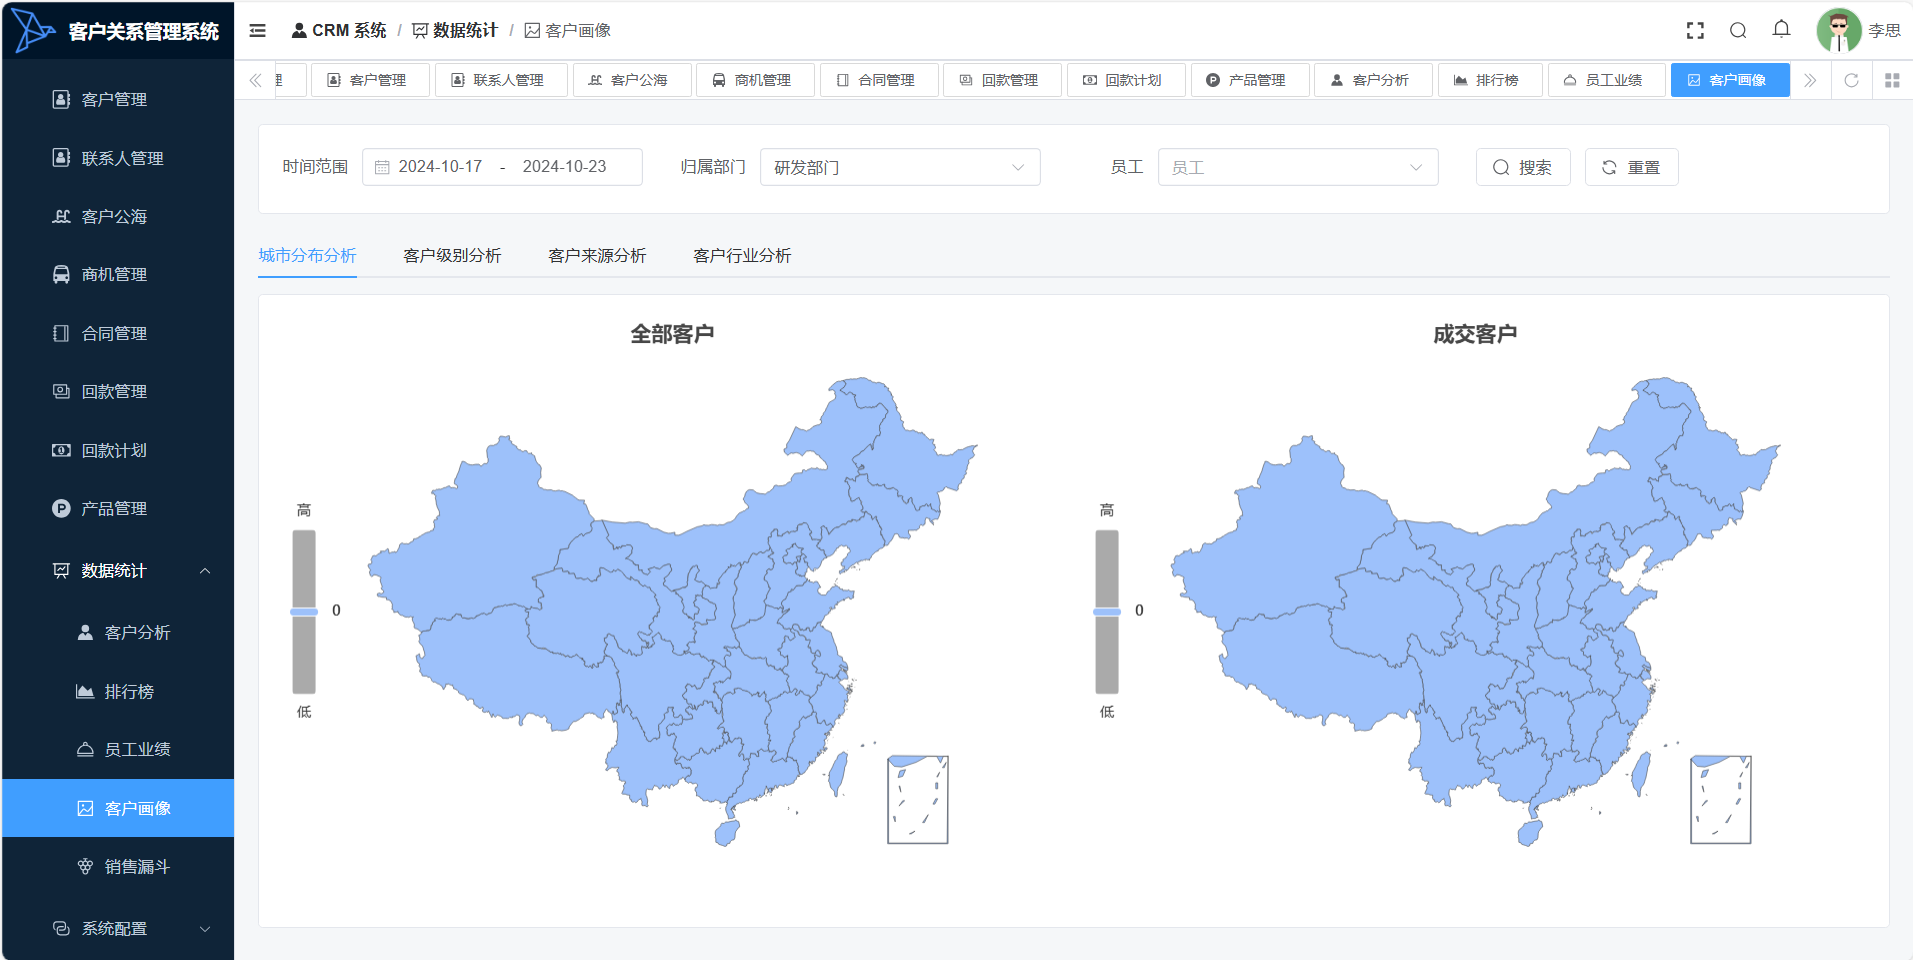 客户关系管理系统
CRM 系统 / 数据统计 / 客户画像
李思
客户管理 联系人管理 客户公海 商机管理 合同管理 回款管理 回款计划 产品管理 客户分析 排行榜 员工业绩 客户画像
客户管理
联系人管理
客户公海
商机管理
合同管理
回款管理
回款计划
产品管理
数据统计
客户分析
排行榜
员工业绩
客户画像
销售漏斗
系统配置
时间范围 2024-10-17 - 2024-10-23 归属部门 研发部门 员工 员工 搜索 重置
城市分布分析 客户级别分析 客户来源分析 客户行业分析
全部客户
高
0
低
成交客户
高
0
低